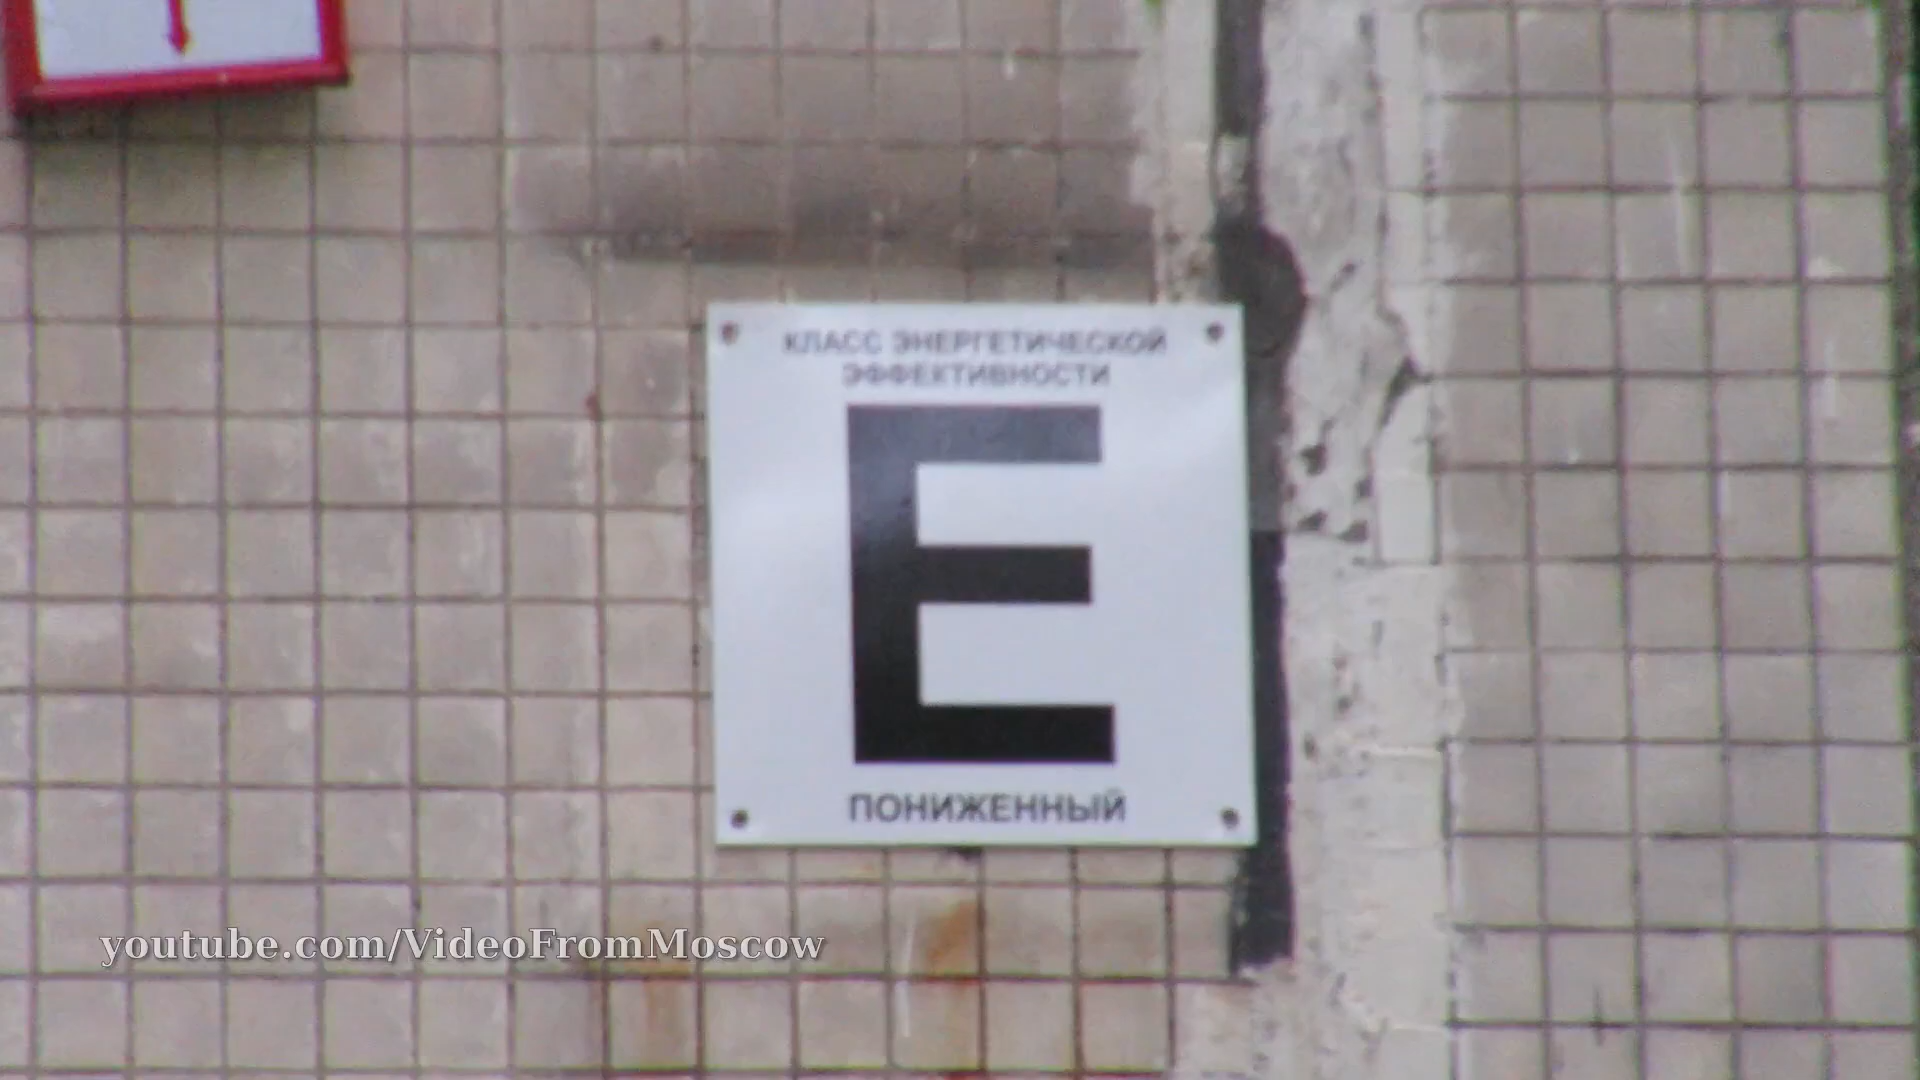 КЛАСС ЭНЕРГЕТИЧЕСКОЙ
ЭФФЕКТИВНОСТИ
E
ПОНИЖЕННЫЙ
youtube.com/VideoFromMoscow